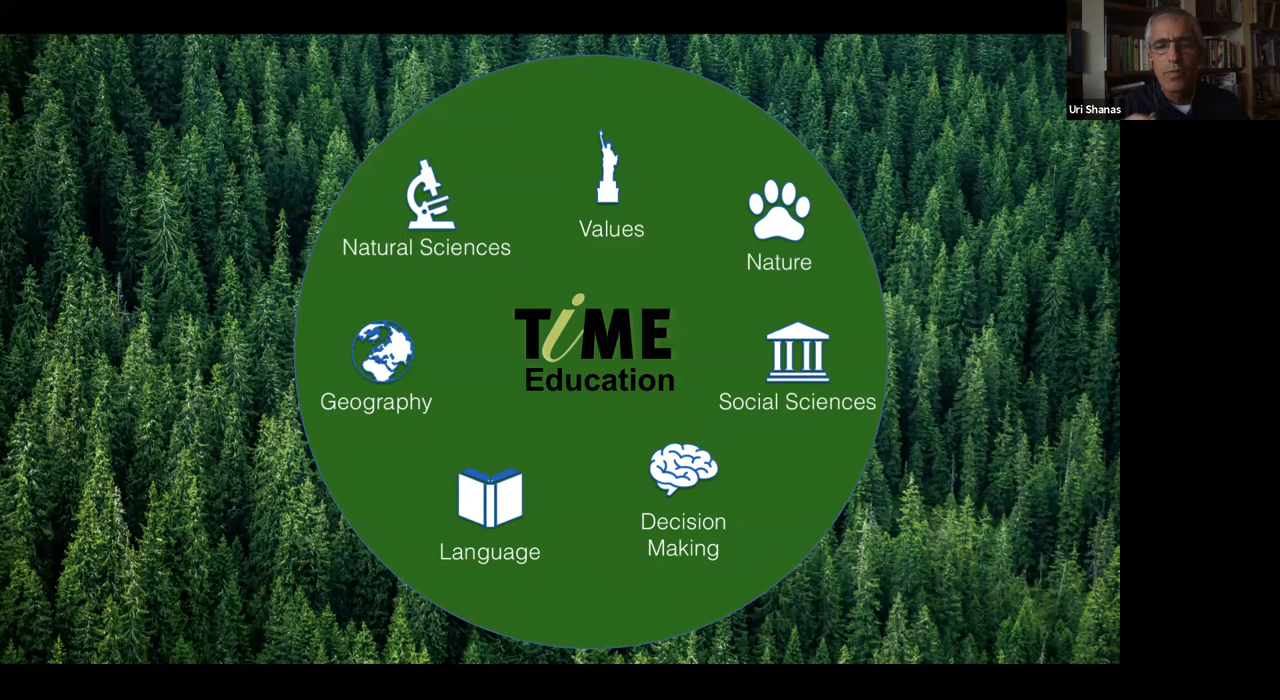 Uri Shanas
Values
Natural Sciences
Nature
TiME
Education
Geography
Social Sciences
Decision
Making
Language